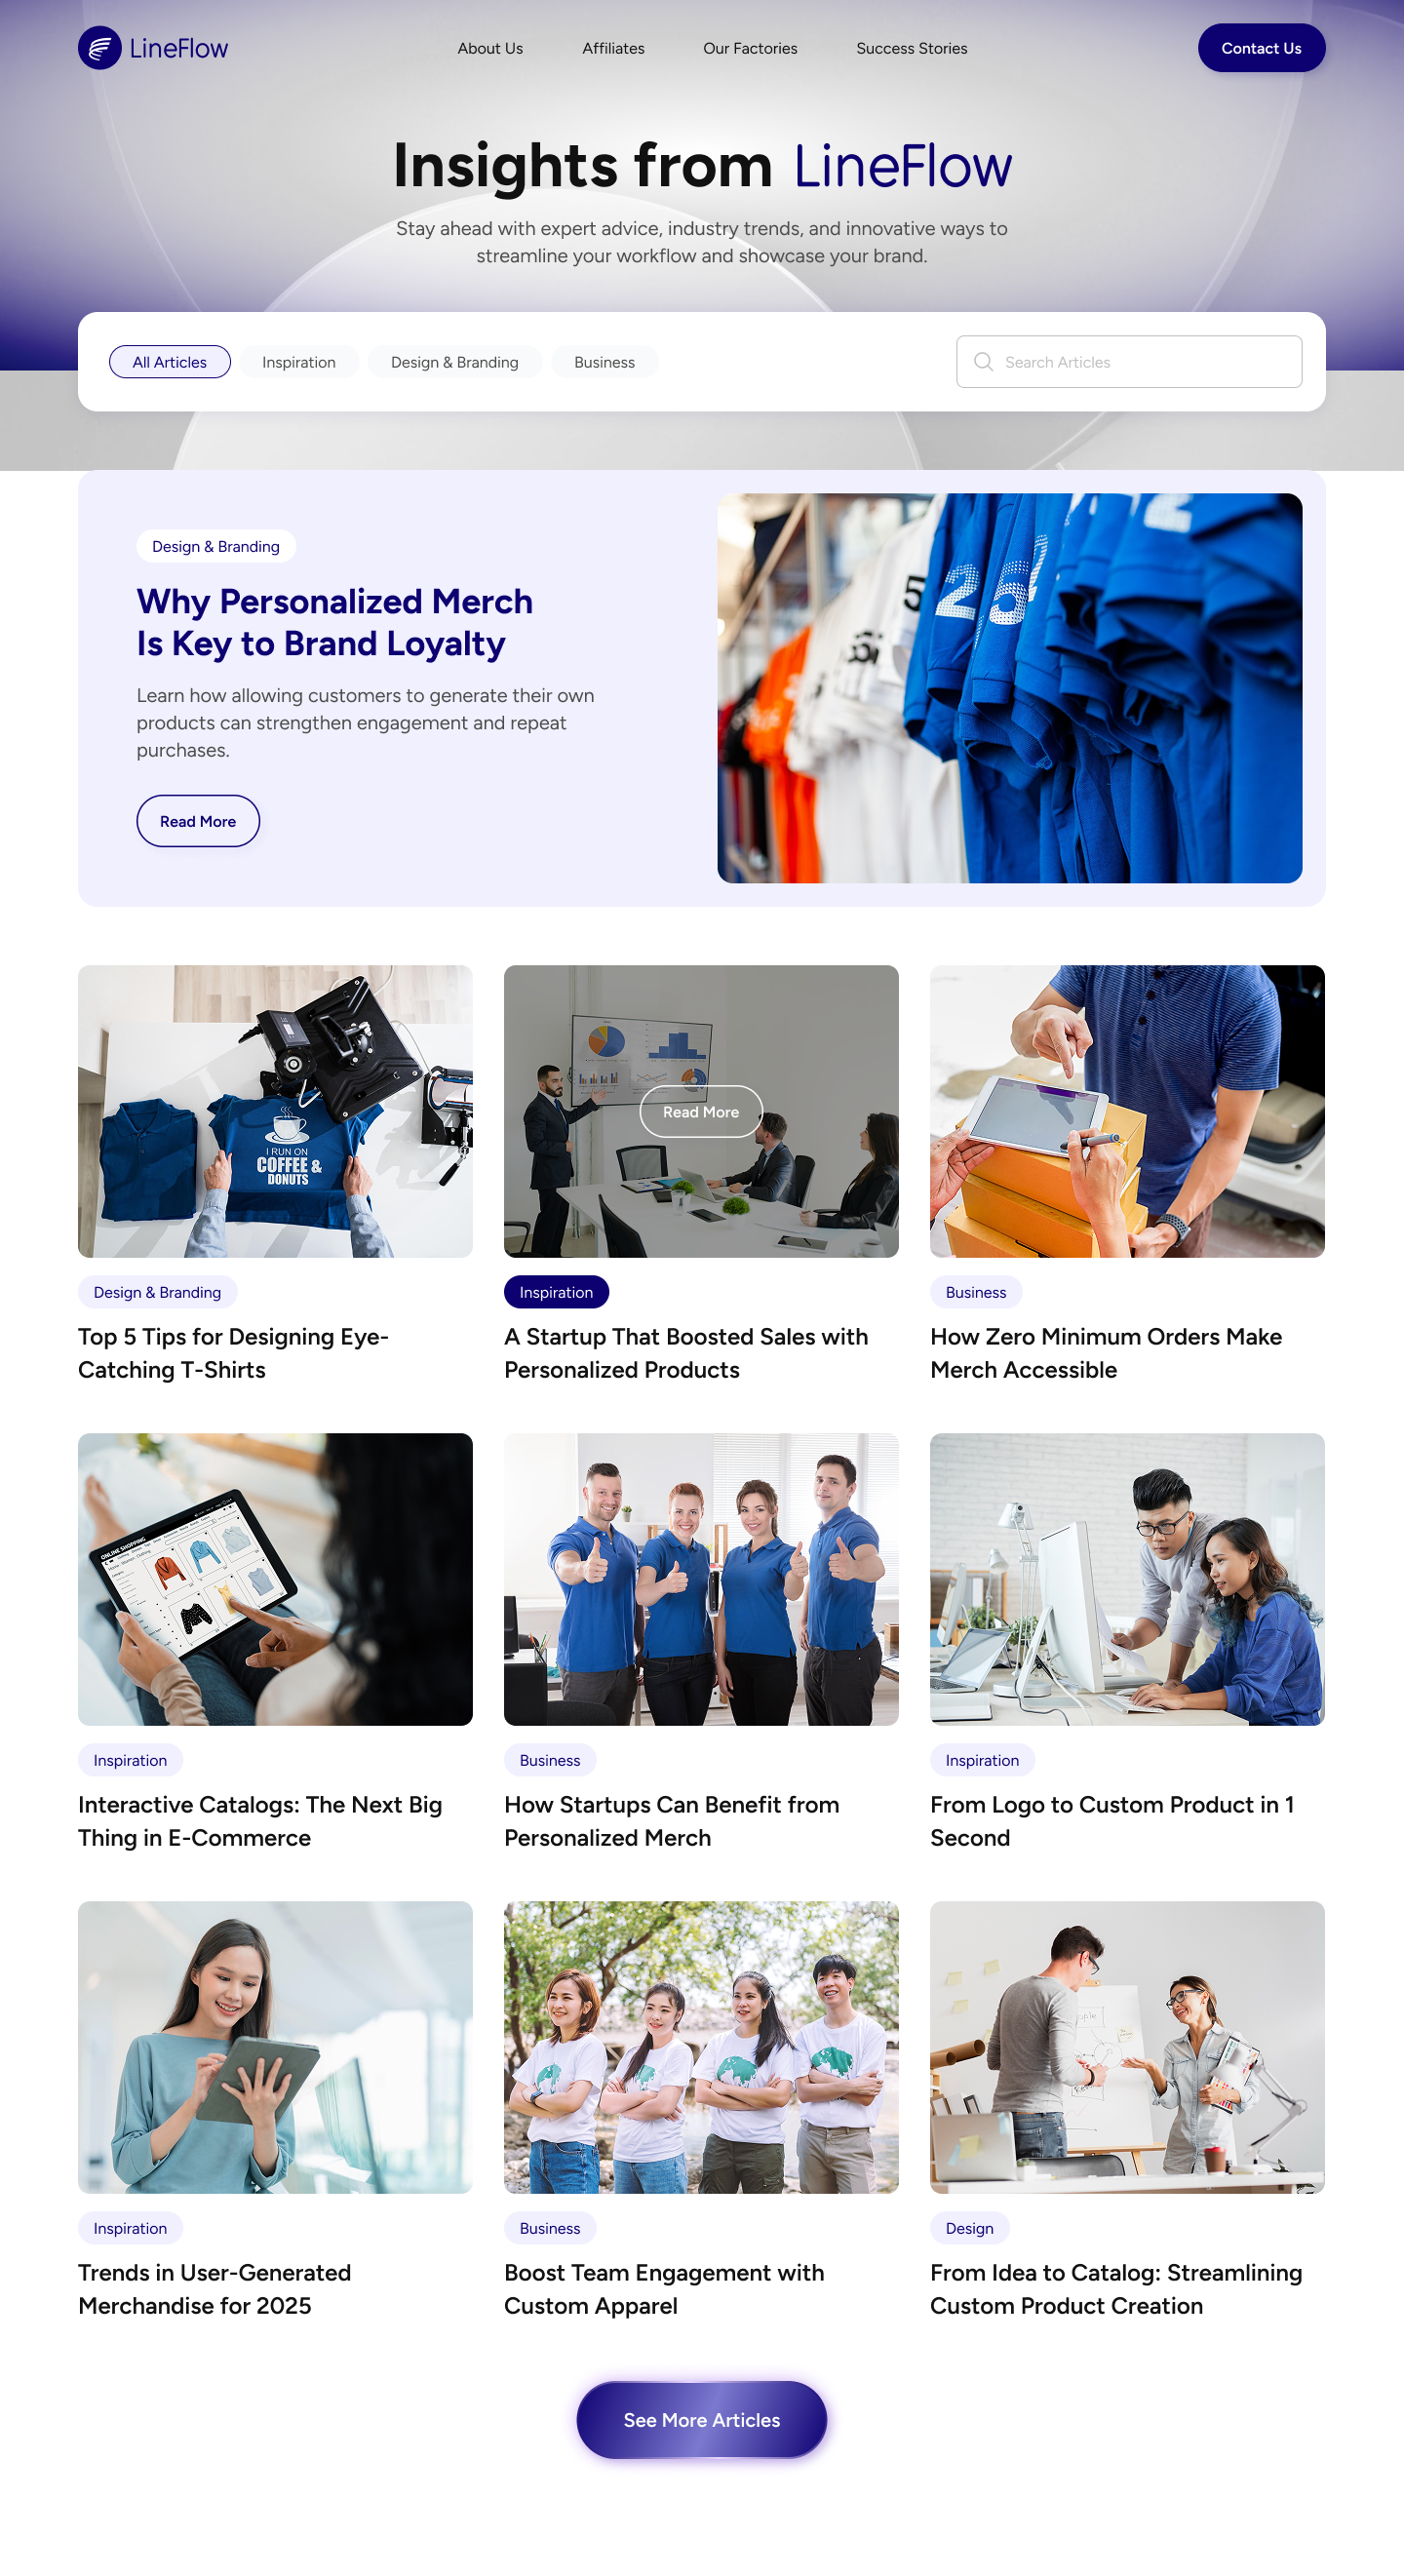 LineFlow
About Us
Affiliates
Our Factories
Success Stories
Contact Us
Insights from LineFlow
Stay ahead with expert advice, industry trends, and innovative ways to
streamline your workflow and showcase your brand.
All Articles
Inspiration
Design & Branding
Business
Search Articles
Design & Branding
Why Personalized Merch
Is Key to Brand Loyalty
Learn how allowing customers to generate their own
products can strengthen engagement and repeat
purchases.
Read More
5
25
2
I RUN ON
COFFEE &
DONUTS
Read More
Design & Branding
Top 5 Tips for Designing Eye-
Catching T-Shirts
Inspiration
A Startup That Boosted Sales with
Personalized Products
Business
How Zero Minimum Orders Make
Merch Accessible
ONLINE SHOPPING
Inspiration
Interactive Catalogs: The Next Big
Thing in E-Commerce
Business
How Startups Can Benefit from
Personalized Merch
Inspiration
From Logo to Custom Product in 1
Second
Inspiration
Trends in User-Generated
Merchandise for 2025
Business
Boost Team Engagement with
Custom Apparel
Design
From Idea to Catalog: Streamlining
Custom Product Creation
See More Articles